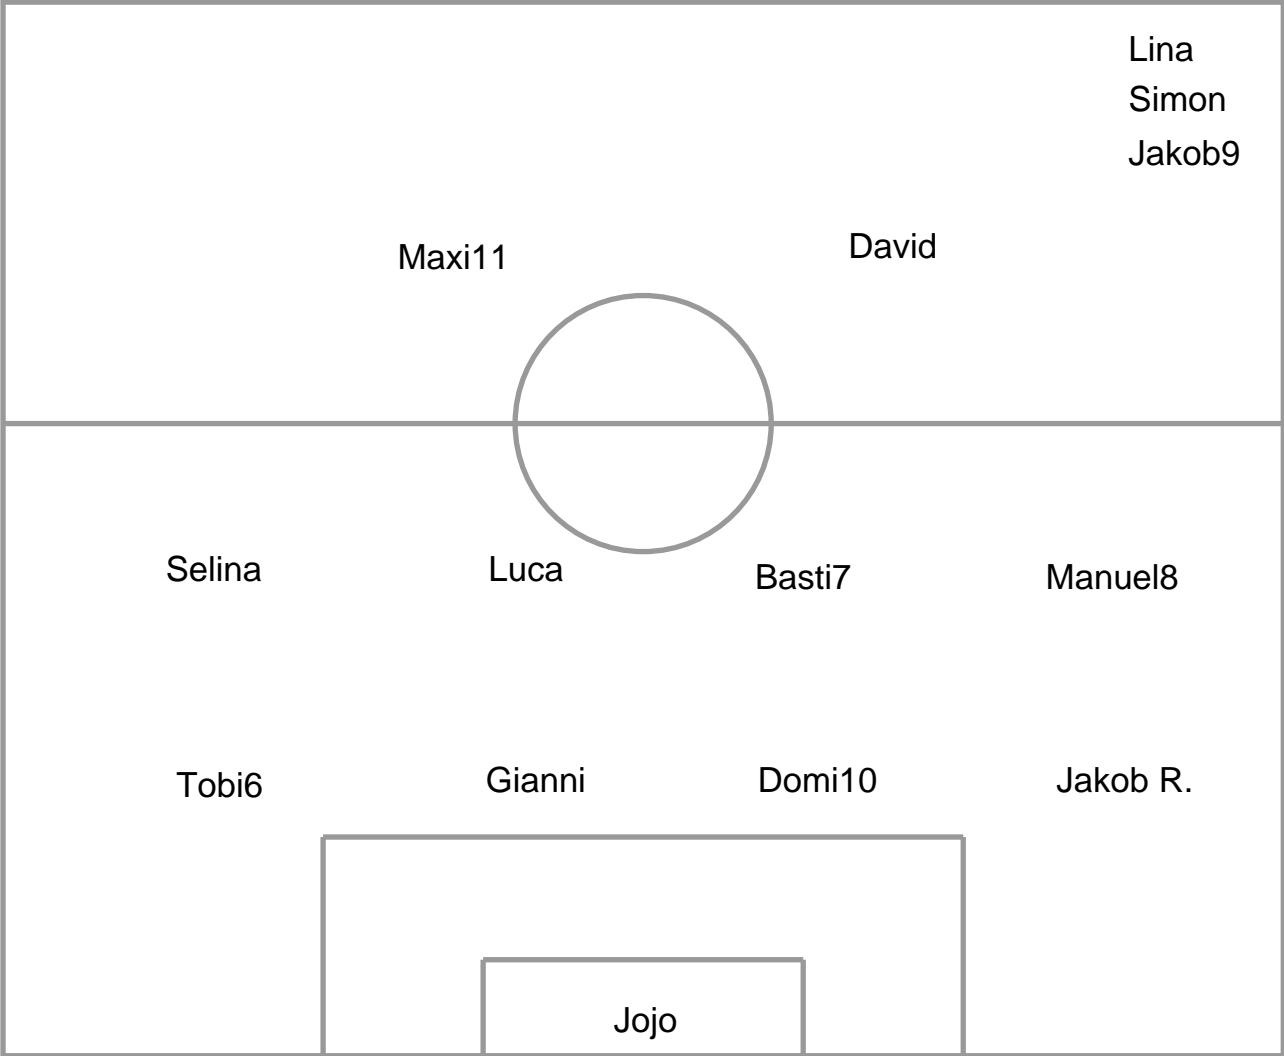 Lina
Simon
Jakob9
Maxi11
David
Selina
Luca
Basti7
Manuel8
Tobi6
Gianni
Domi10
Jakob R.
Jojo